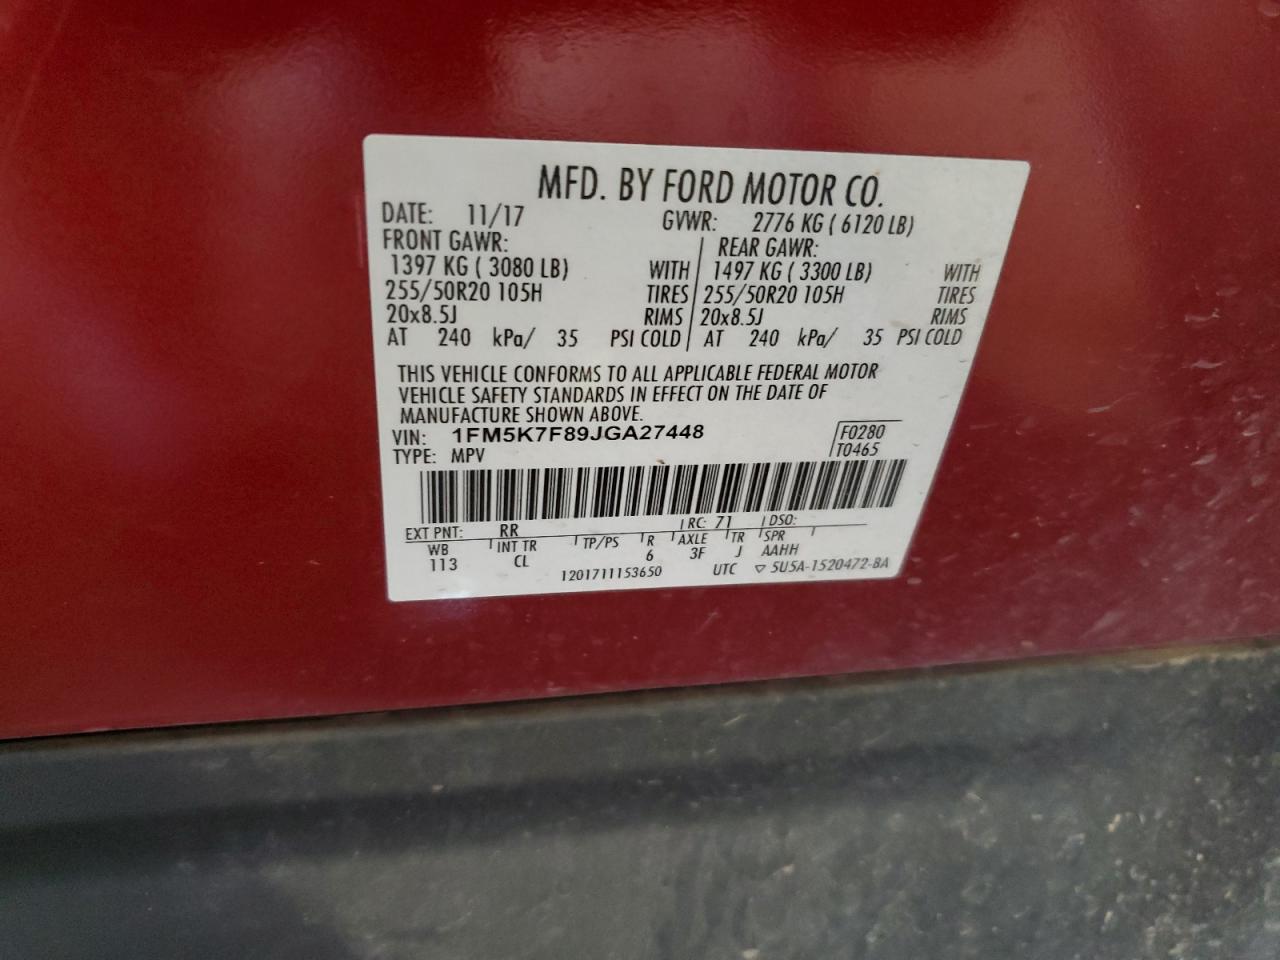 MFD. BY FORD MOTOR CO.
DATE: 11/17 GVWR: 2776 KG ( 6120 LB)
FRONT GAWR: REAR GAWR:
1397 KG ( 3080 LB) WITH 1497 KG ( 3300 LB) WITH
255/50R20 105H TIRES 255/50R20 105H TIRES
20x8.5J RIMS 20x8.5J RIMS
AT 240 kPa/ 35 PSI COLD AT 240 kPa/ 35 PSI COLD
THIS VEHICLE CONFORMS TO ALL APPLICABLE FEDERAL MOTOR
VEHICLE SAFETY STANDARDS IN EFFECT ON THE DATE OF
MANUFACTURE SHOWN ABOVE.
VIN: 1FM5K7F89JGA27448 F0280
TYPE: MPV T0465
EXT PNT: RR RC: 71 DSO:
WB INT TR TP/PS R AXLE TR SPR
113 CL 6 3F J AAHH
1201711153650 UTC ▽ 5U5A-1520472-BA